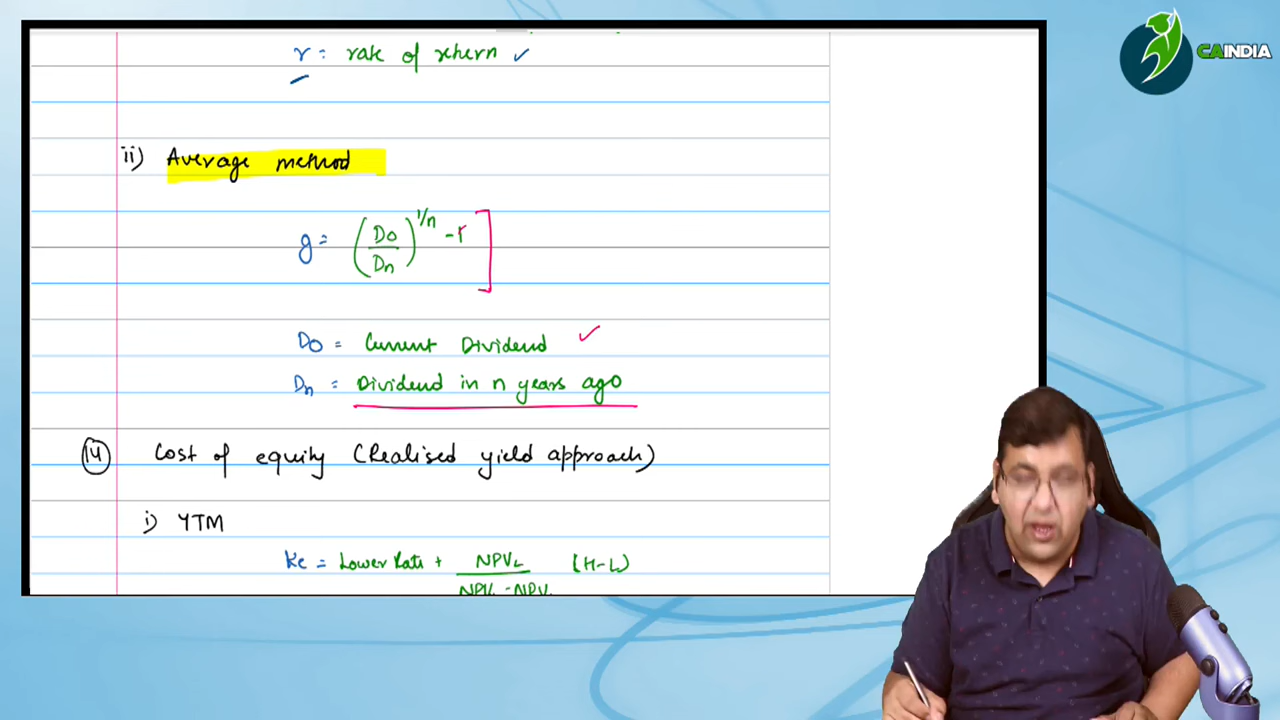 CAINDIA
r = rate of return ✓
ii) Average method
g = (D0/Dn)^1/n - 1
D0 = Current Dividend ✓
Dn = Dividend in n years ago
14 Cost of equity (Realised yield approach)
i) YTM
Ke = Lower Rate + NPVL (H-L)
NPVL - NPV